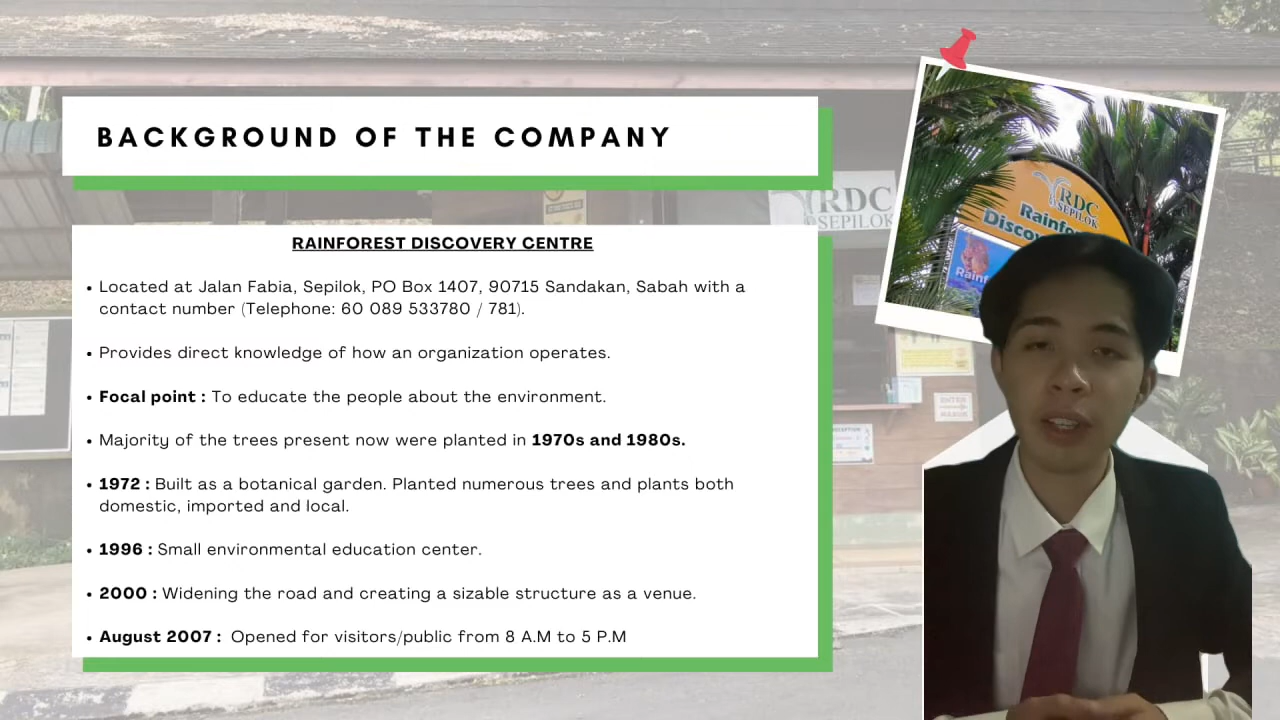 BACKGROUND OF THE COMPANY
RDC
SEPILOK
RDC
SEPILOK
RAINFOREST DISCOVERY CENTRE
• Located at Jalan Fabia, Sepilok, PO Box 1407, 90715 Sandakan, Sabah with a
contact number (Telephone: 60 089 533780 / 781).
• Provides direct knowledge of how an organization operates.
• Focal point : To educate the people about the environment.
• Majority of the trees present now were planted in 1970s and 1980s.
• 1972 : Built as a botanical garden. Planted numerous trees and plants both
domestic, imported and local.
• 1996 : Small environmental education center.
• 2000 : Widening the road and creating a sizable structure as a venue.
• August 2007 : Opened for visitors/public from 8 A.M to 5 P.M